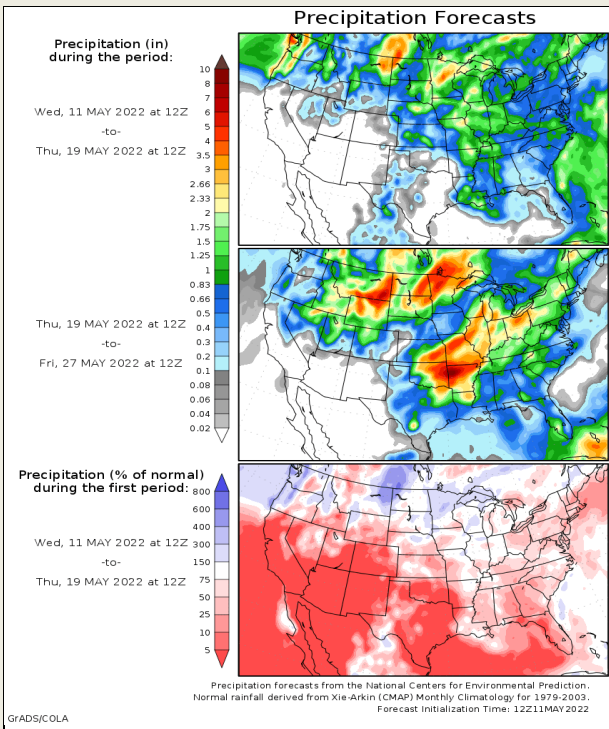 Precipitation Forecasts
Precipitation (in)
during the period:
Wed, 11 MAY 2022 at 12Z
-to-
Thu, 19 MAY 2022 at 12Z
10
8
7
6
5
4
3.5
3
2.66
2.33
2
1.75
1.5
1.25
1
0.83
0.66
0.5
0.4
0.3
0.2
0.1
0.08
0.06
0.04
0.02
Thu, 19 MAY 2022 at 12Z
-to-
Fri, 27 MAY 2022 at 12Z
Precipitation (% of normal)
during the first period:
Wed, 11 MAY 2022 at 12Z
-to-
Thu, 19 MAY 2022 at 12Z
800
600
400
300
150
75
50
25
10
5
Precipitation forecasts from the National Centers for Environmental Prediction.
Normal rainfall derived from Xie-Arkin (CMAP) Monthly Climatology for 1979-2003.
Forecast Initialization Time: 12Z11MAY2022
GrADS/COLA